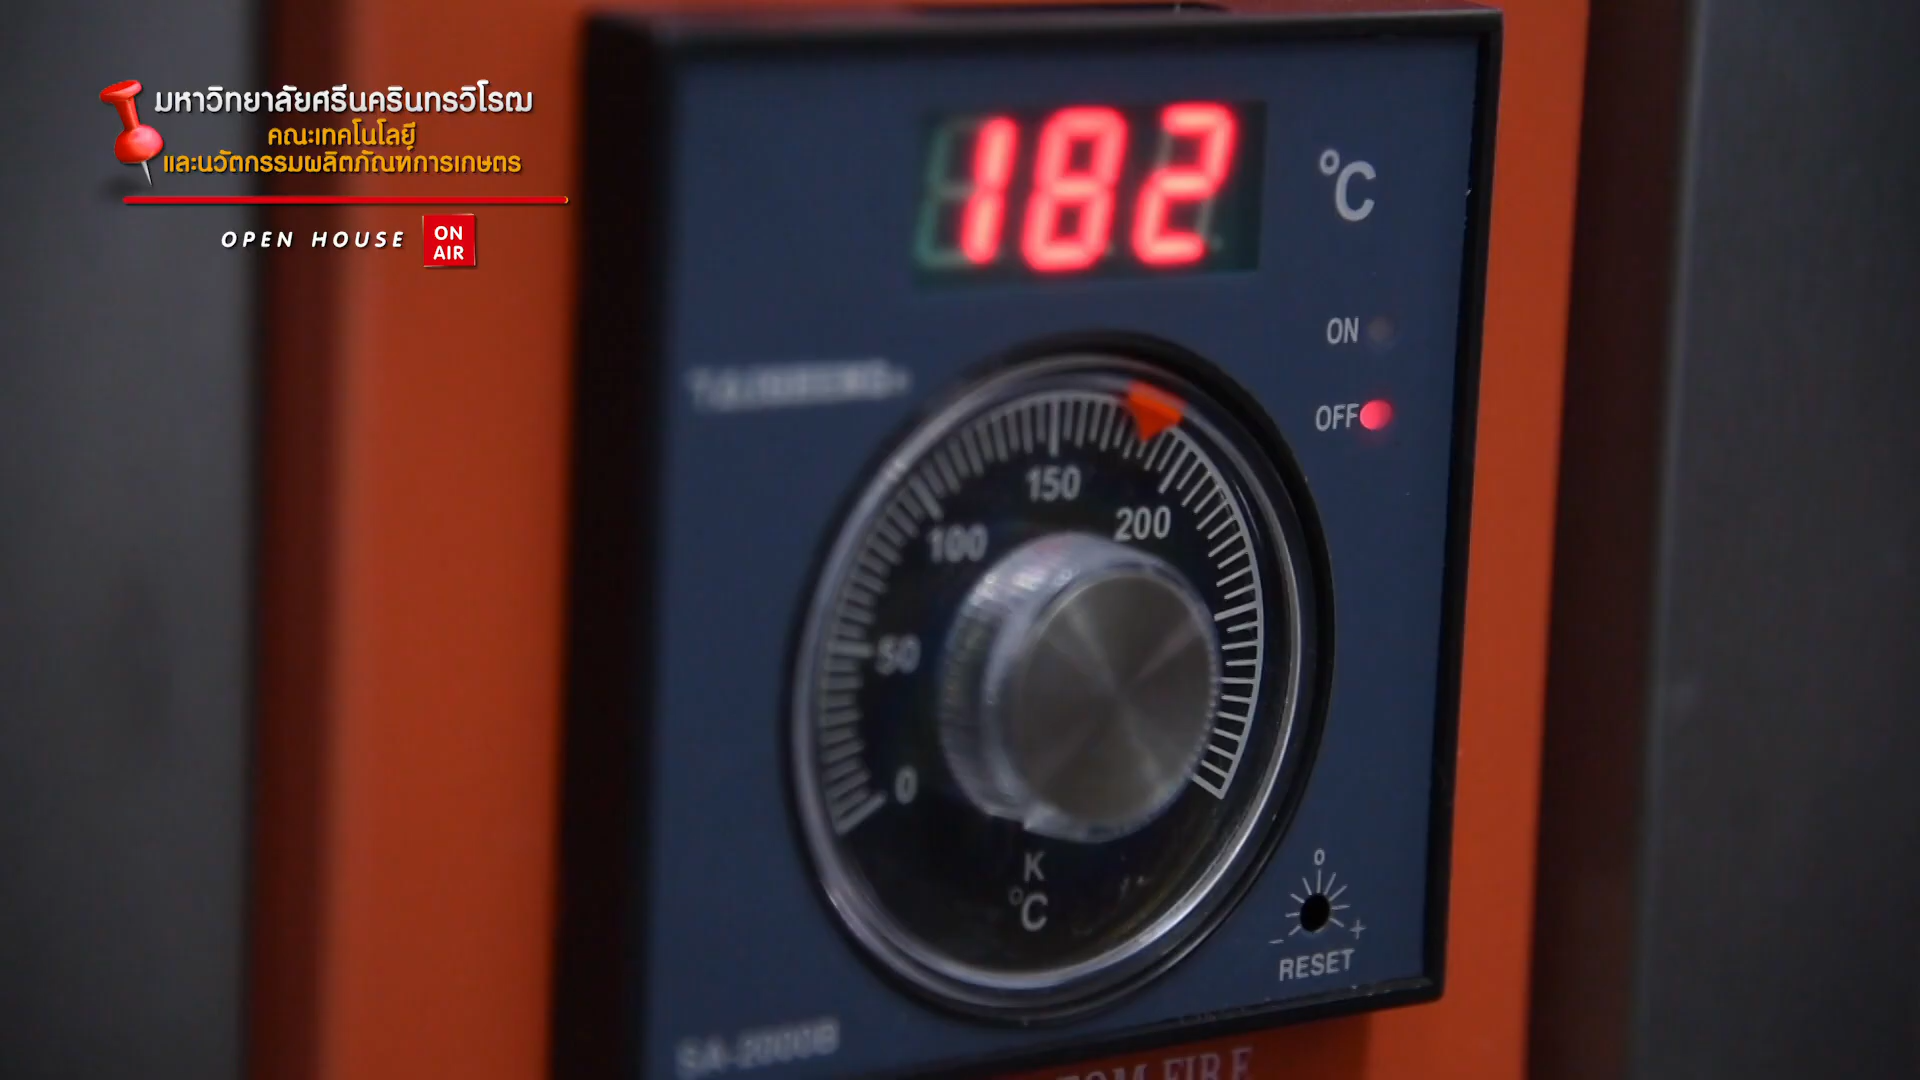 มหาวิทยาลัยศรีนครินทรวิโรฒ
คณะเทคโนโลยี
และนวัตกรรมผลิตภัณฑ์การเกษตร
OPEN HOUSE
ON AIR
182
°C
ON
OFF
150
200
100
50
0
K
°C
0
- +
RESET
SA-2000B
TOM FIRE